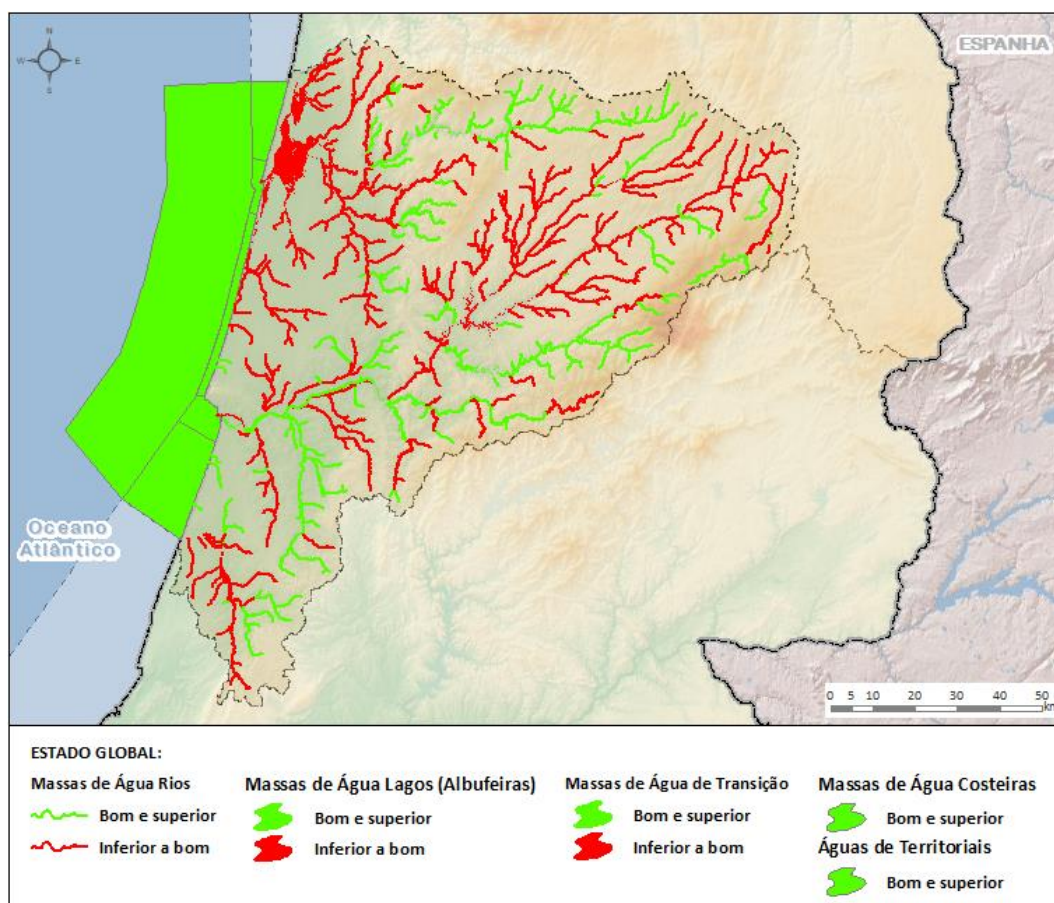 N
W E
S
ESPANHA
Oceano
Atlântico
0 5 10 20 30 40 50
km
ESTADO GLOBAL:
Massas de Água Rios
Bom e superior
Inferior a bom
Massas de Água Lagos (Albufeiras)
Bom e superior
Inferior a bom
Massas de Água de Transição
Bom e superior
Inferior a bom
Massas de Água Costeiras
Bom e superior
Águas de Territoriais
Bom e superior